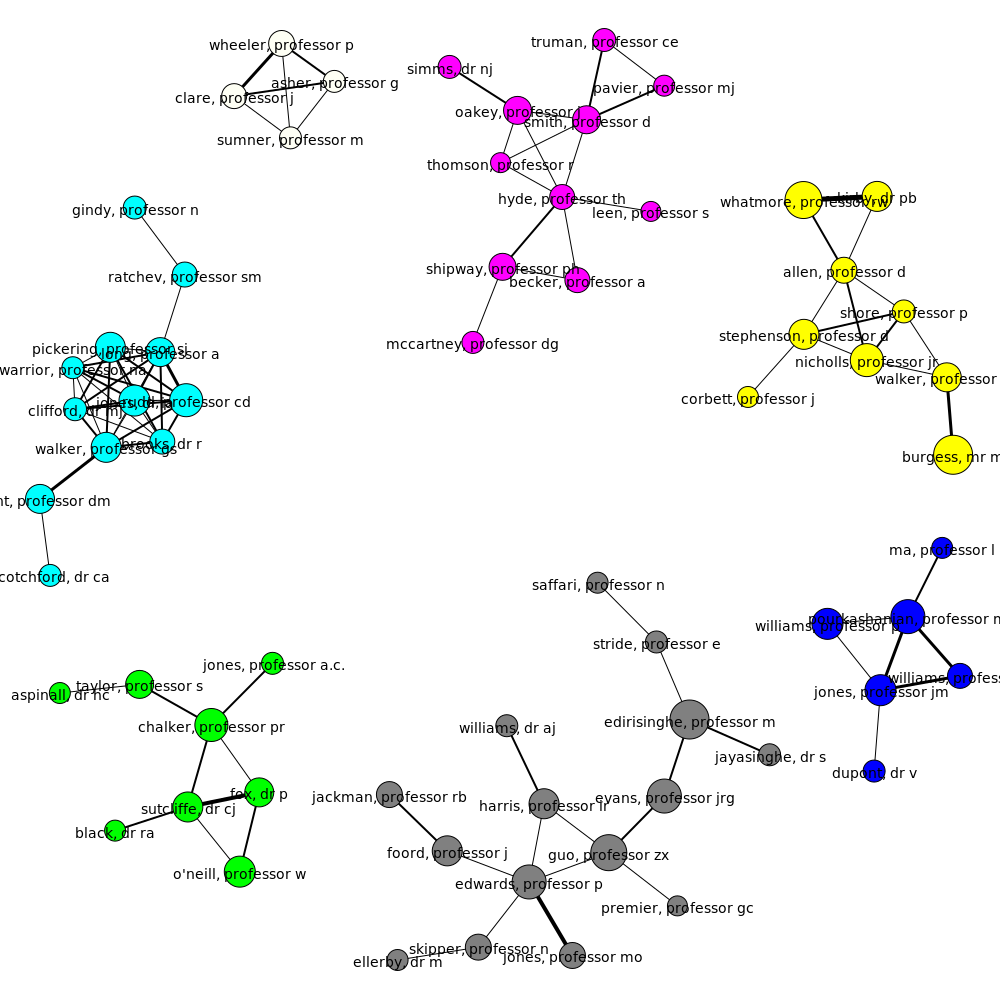 wheeler, professor p
asher, professor g
clare, professor j
sumner, professor m
truman, professor ce
simms, dr nj
pavier, professor mj
oakey, professor
smith, professor d
thomson, professor r
hyde, professor th
leen, professor s
shipway, professor ph
becker, professor a
mccartney, professor dg
whatmore, professor rw
kirby, dr pb
allen, professor d
shore, professor p
stephenson, professor d
nicholls, professor jr
walker, professor
corbett, professor j
burgess, mr m
gindy, professor n
ratchev, professor sm
pickering, professor sj
long, professor a
warrior, professor na
clifford, dr mj
jones, dr
rudd, professor cd
walker, professor gs
brooks, dr r
nt, professor dm
cotchford, dr ca
ma, professor l
pourkashanian, professor m
williams, professor p
williams, profess
jones, professor jm
dupont, dr v
saffari, professor n
stride, professor e
edirisinghe, professor m
jayasinghe, dr s
williams, dr aj
jackman, professor rb
harris, professor ir
evans, professor jrg
foord, professor j
guo, professor zx
edwards, professor p
premier, professor gc
skipper, professor n
jones, professor mo
ellerby, dr m
jones, professor a.c.
taylor, professor s
aspinall, dr hc
chalker, professor pr
fox, dr p
sutcliffe, dr cj
black, dr ra
o'neill, professor w